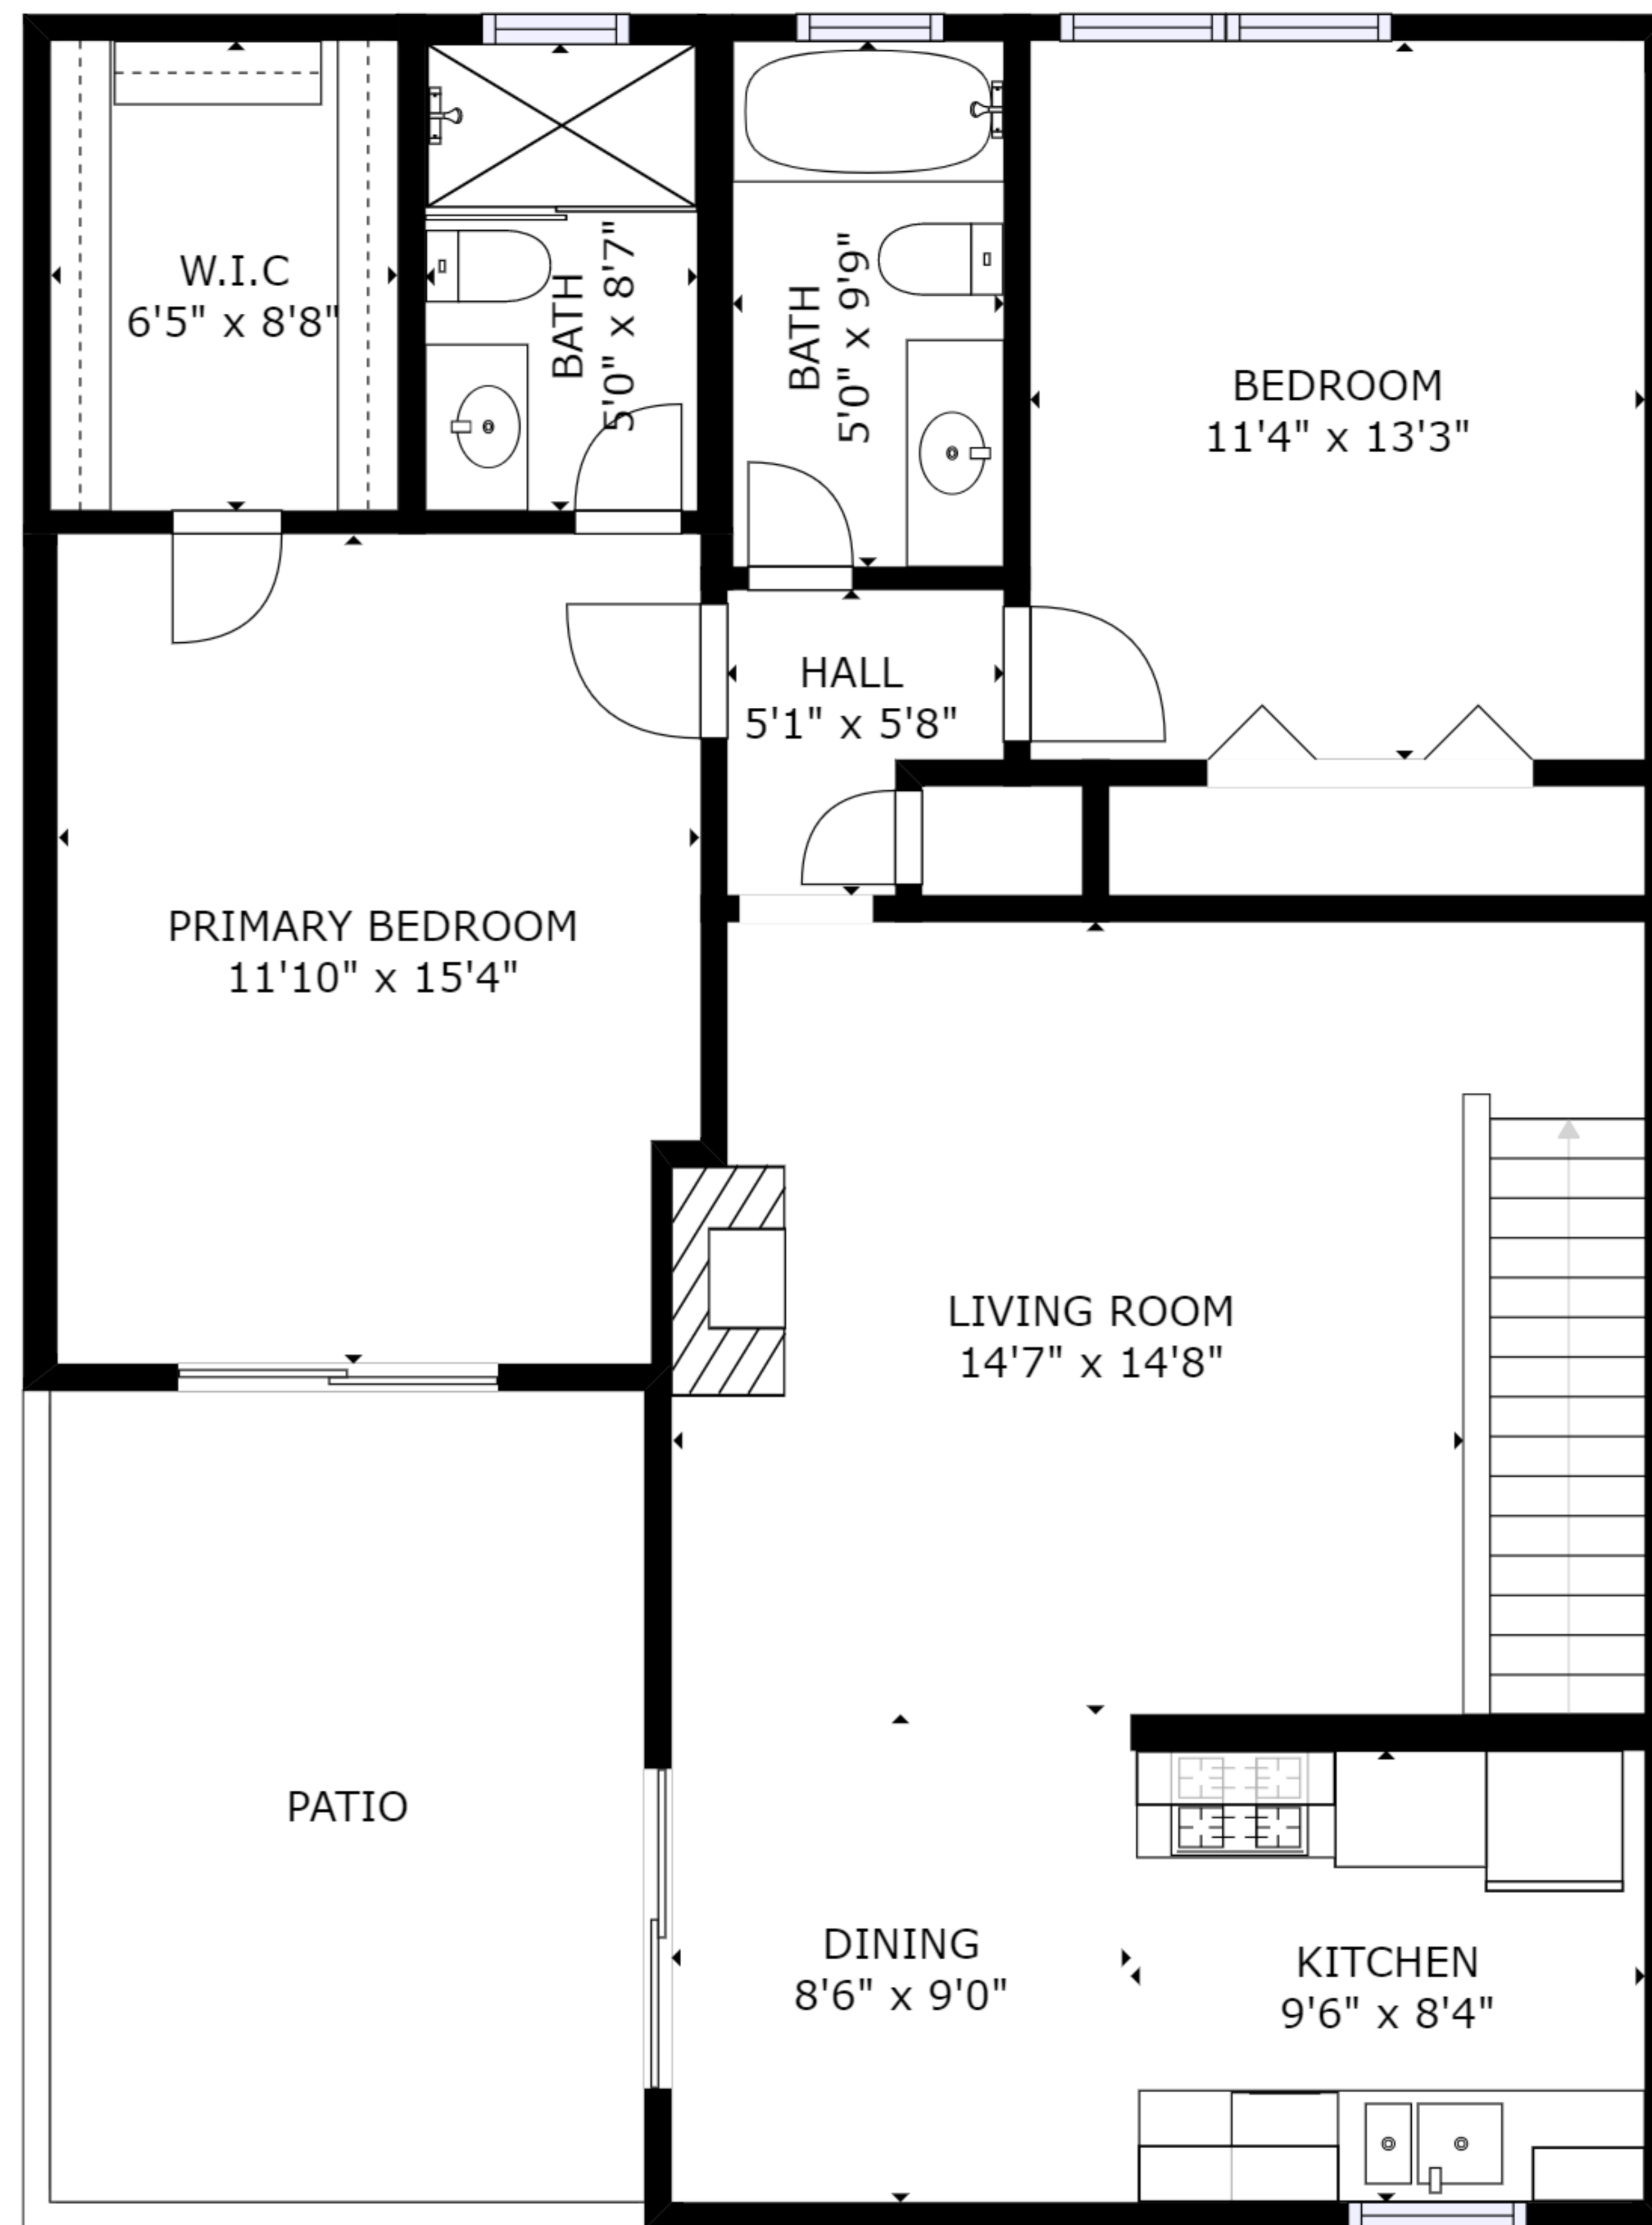 W.I.C
6'5" x 8'8"
BATH
5'0" x 8'7"
BATH
5'0" x 9'9"
BEDROOM
11'4" x 13'3"
HALL
5'1" x 5'8"
PRIMARY BEDROOM
11'10" x 15'4"
LIVING ROOM
14'7" x 14'8"
PATIO
DINING
8'6" x 9'0"
KITCHEN
9'6" x 8'4"